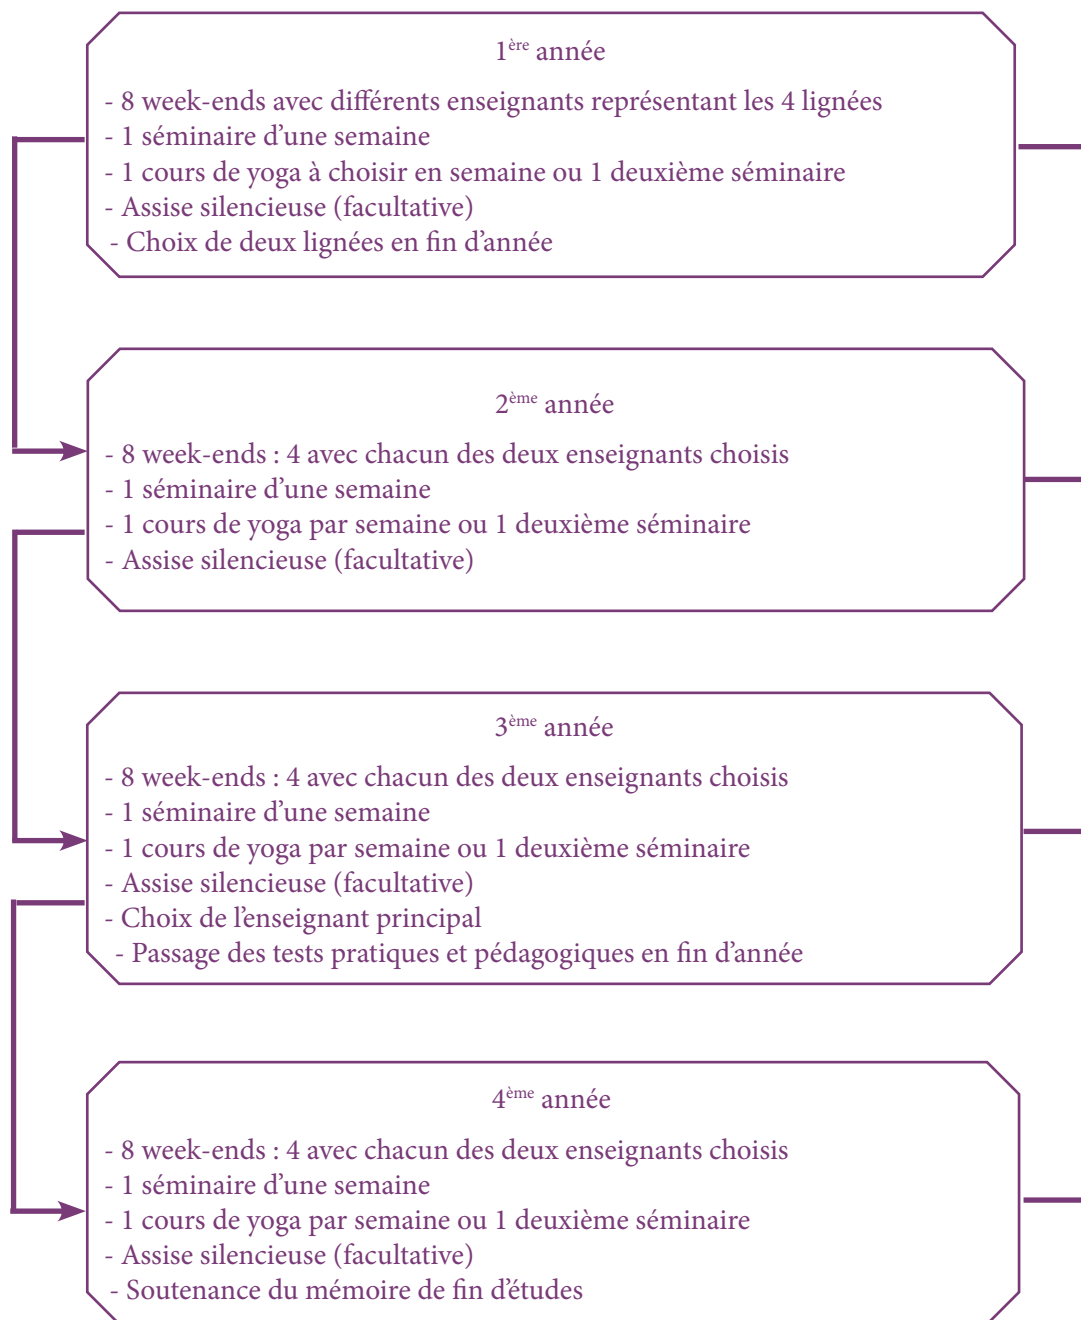 1ère année
- 8 week-ends avec différents enseignants représentant les 4 lignées
- 1 séminaire d'une semaine
- 1 cours de yoga à choisir en semaine ou 1 deuxième séminaire
- Assise silencieuse (facultative)
- Choix de deux lignées en fin d'année
2ème année
- 8 week-ends : 4 avec chacun des deux enseignants choisis
- 1 séminaire d'une semaine
- 1 cours de yoga par semaine ou 1 deuxième séminaire
- Assise silencieuse (facultative)
3ème année
- 8 week-ends : 4 avec chacun des deux enseignants choisis
- 1 séminaire d'une semaine
- 1 cours de yoga par semaine ou 1 deuxième séminaire
- Assise silencieuse (facultative)
- Choix de l'enseignant principal
- Passage des tests pratiques et pédagogiques en fin d'année
4ème année
- 8 week-ends : 4 avec chacun des deux enseignants choisis
- 1 séminaire d'une semaine
- 1 cours de yoga par semaine ou 1 deuxième séminaire
- Assise silencieuse (facultative)
- Soutenance du mémoire de fin d'études